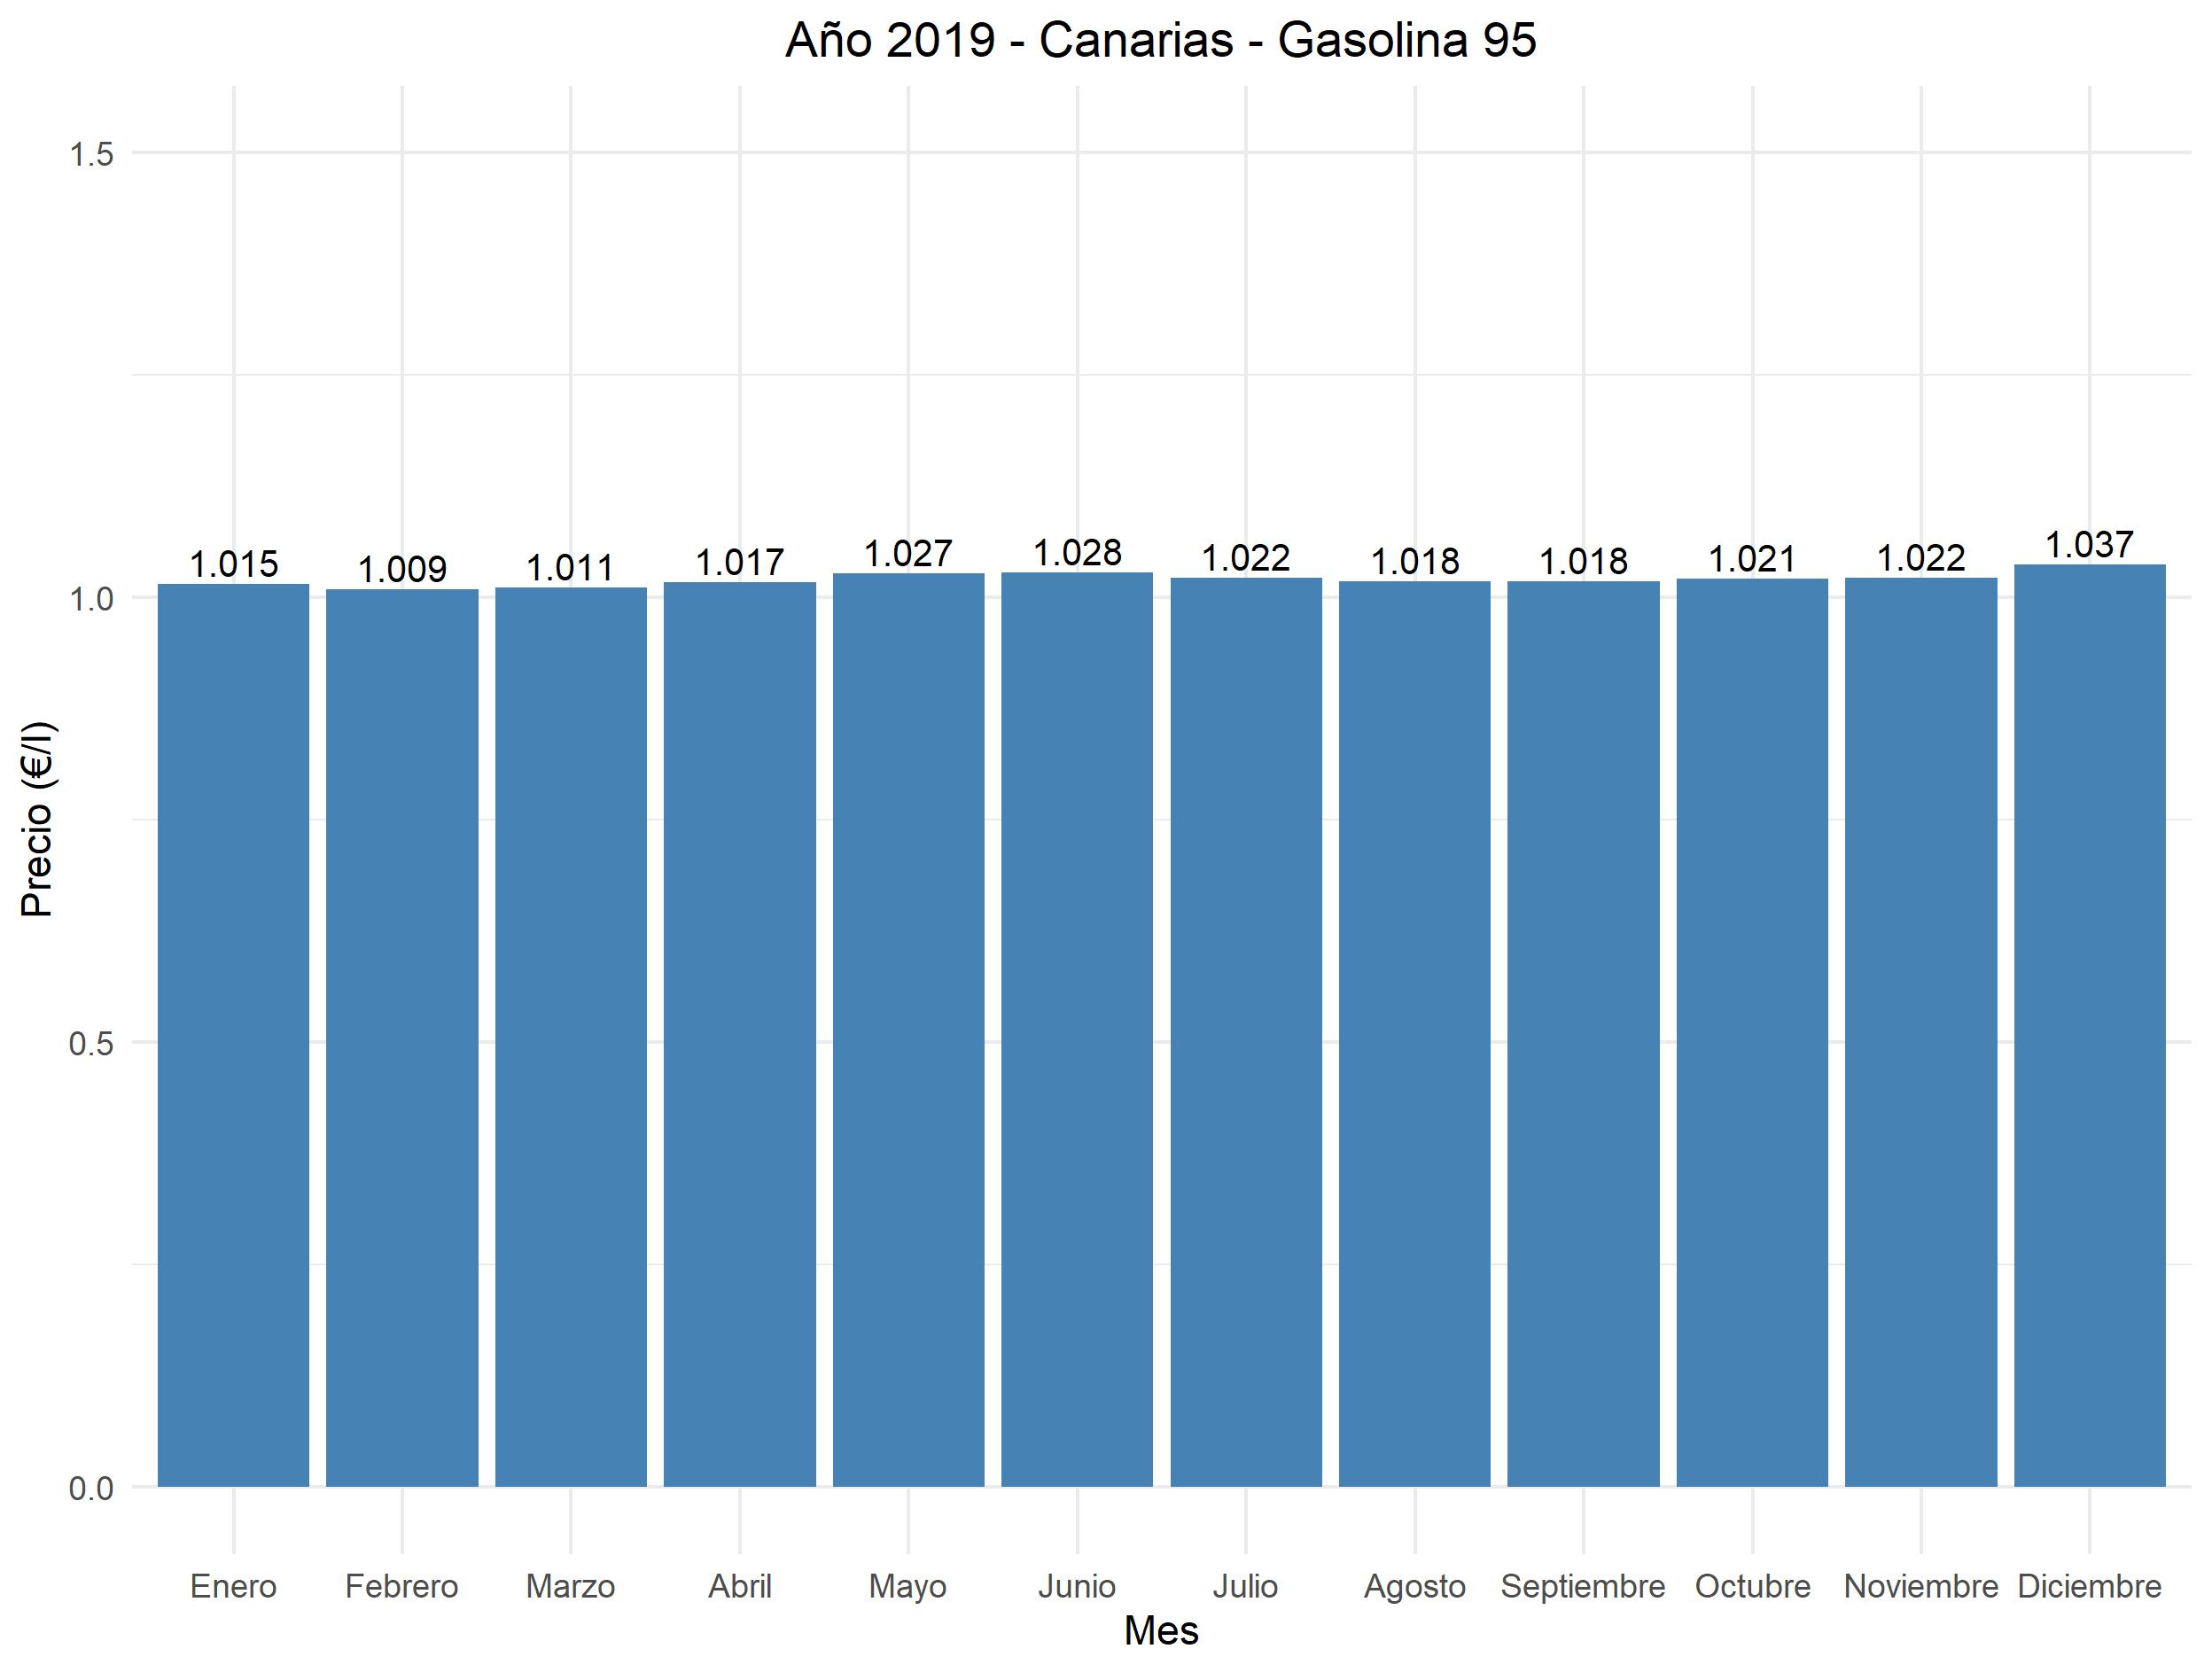 Año 2019 - Canarias - Gasolina 95
1.5
1.0
0.5
0.0
Precio (€/l)
1.015 1.009 1.011 1.017 1.027 1.028 1.022 1.018 1.018 1.021 1.022 1.037
Enero Febrero Marzo Abril Mayo Junio Julio Agosto Septiembre Octubre Noviembre Diciembre
Mes